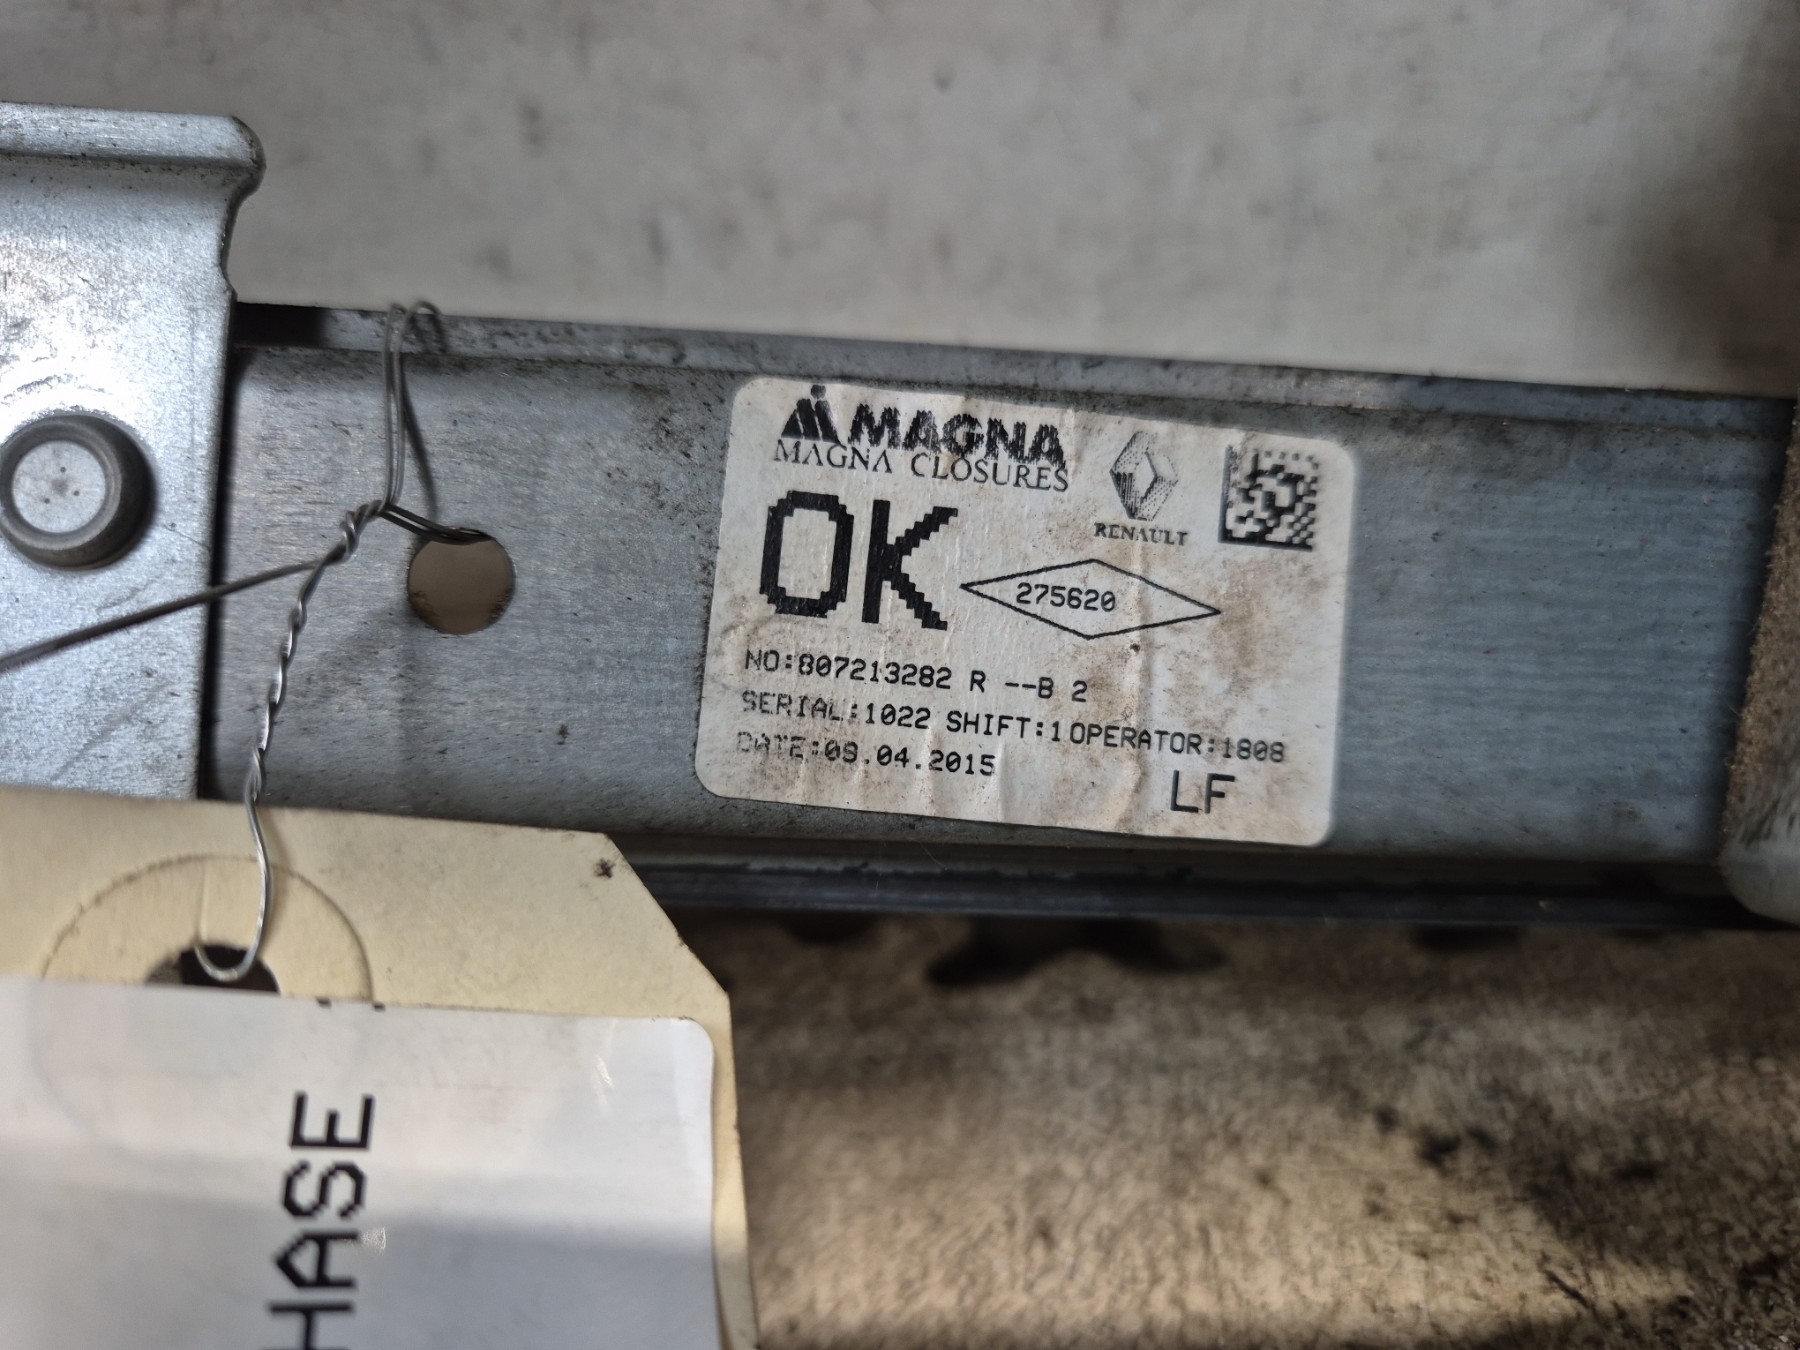 MAGNA
MAGNA CLOSURES
RENAULT
OK
275620
NO:807213282 R --B 2
SERIAL:1022 SHIFT:1OPERATOR:1808
DATE:09.04.2015
LF
HASE